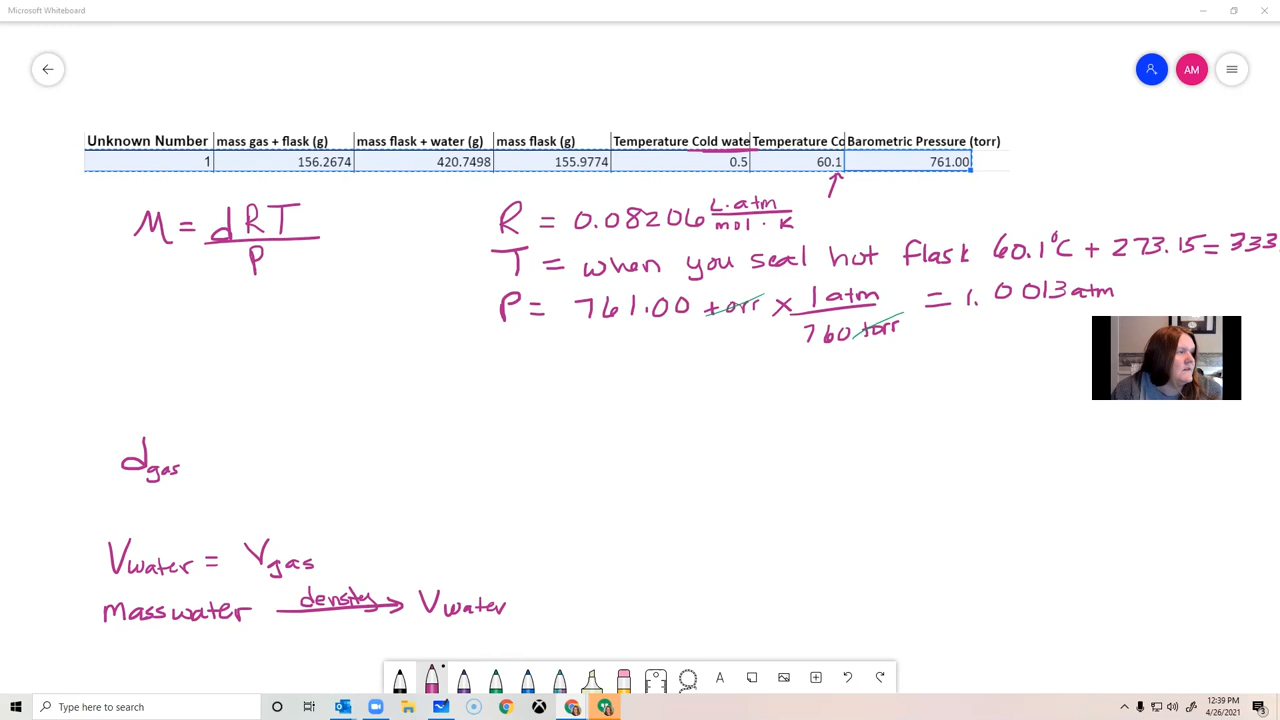 Microsoft Whiteboard
AM
Unknown Number mass gas + flask (g) mass flask + water (g) mass flask (g) Temperature Cold wate Temperature Co Barometric Pressure (torr)
1 156.2674 420.7498 155.9774 0.5 60.1 761.00
M = dRT / P
R = 0.08206 L·atm / mol·K
T = when you seal hot flask 60.1°C + 273.15 = 333
P = 761.00 torr x 1 atm / 760 torr = 1.0013 atm
dgas
Vwater = Vgas
mass water density → Vwater
A
Type here to search
12:39 PM
4/26/2021
3